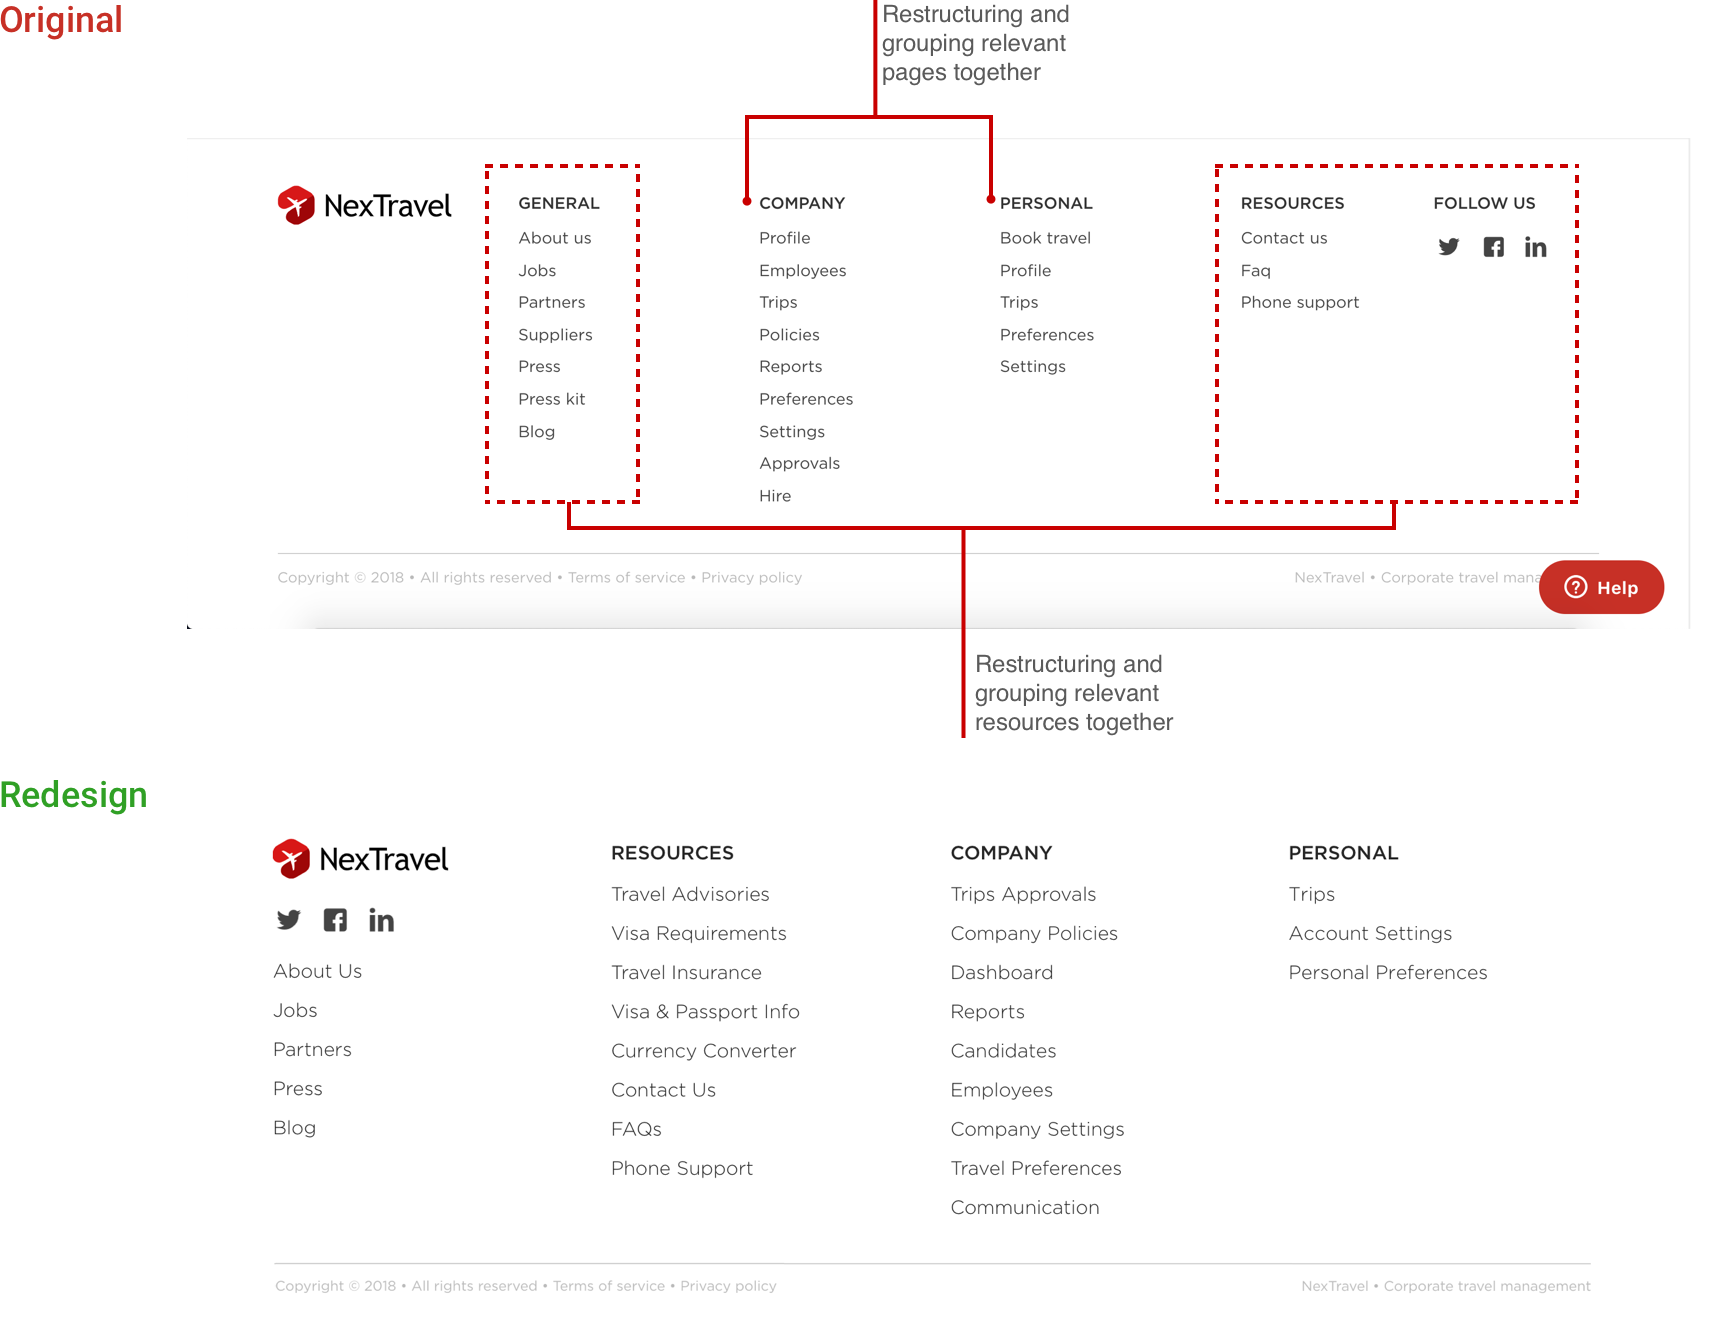 Original
Restructuring and
grouping relevant
pages together
NexTravel
GENERAL
About us
Jobs
Partners
Suppliers
Press
Press kit
Blog
COMPANY
Profile
Employees
Trips
Policies
Reports
Preferences
Settings
Approvals
Hire
PERSONAL
Book travel
Profile
Trips
Preferences
Settings
RESOURCES
Contact us
Faq
Phone support
FOLLOW US
Copyright © 2018 • All rights reserved • Terms of service • Privacy policy
NexTravel • Corporate travel mana
Help
Restructuring and
grouping relevant
resources together
Redesign
NexTravel
About Us
Jobs
Partners
Press
Blog
RESOURCES
Travel Advisories
Visa Requirements
Travel Insurance
Visa & Passport Info
Currency Converter
Contact Us
FAQs
Phone Support
COMPANY
Trips Approvals
Company Policies
Dashboard
Reports
Candidates
Employees
Company Settings
Travel Preferences
Communication
PERSONAL
Trips
Account Settings
Personal Preferences
Copyright © 2018 • All rights reserved • Terms of service • Privacy policy
NexTravel • Corporate travel management